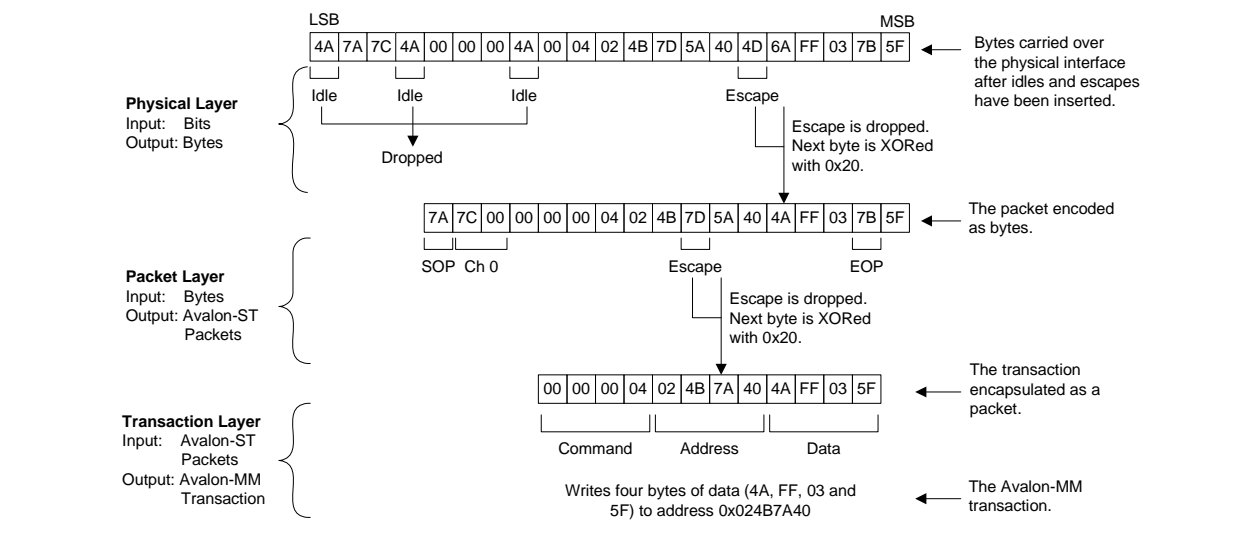 LSB
MSB
4A 7A 7C 4A 00 00 00 4A 00 04 02 4B 7D 5A 40 4D 6A FF 03 7B 5F
Bytes carried over
the physical interface
after idles and escapes
have been inserted.
Idle
Idle
Idle
Escape
Physical Layer
Input: Bits
Output: Bytes
Dropped
Escape is dropped.
Next byte is XORed
with 0x20.
7A 7C 00 00 00 00 04 02 4B 7D 5A 40 4A FF 03 7B 5F
The packet encoded
as bytes.
SOP
Ch 0
Escape
EOP
Packet Layer
Input: Bytes
Output: Avalon-ST
Packets
Escape is dropped.
Next byte is XORed
with 0x20.
00 00 00 04 02 4B 7A 40 4A FF 03 5F
The transaction
encapsulated as a
packet.
Transaction Layer
Input: Avalon-ST
Packets
Output: Avalon-MM
Transaction
Command
Address
Data
Writes four bytes of data (4A, FF, 03 and
5F) to address 0x024B7A40
The Avalon-MM
transaction.